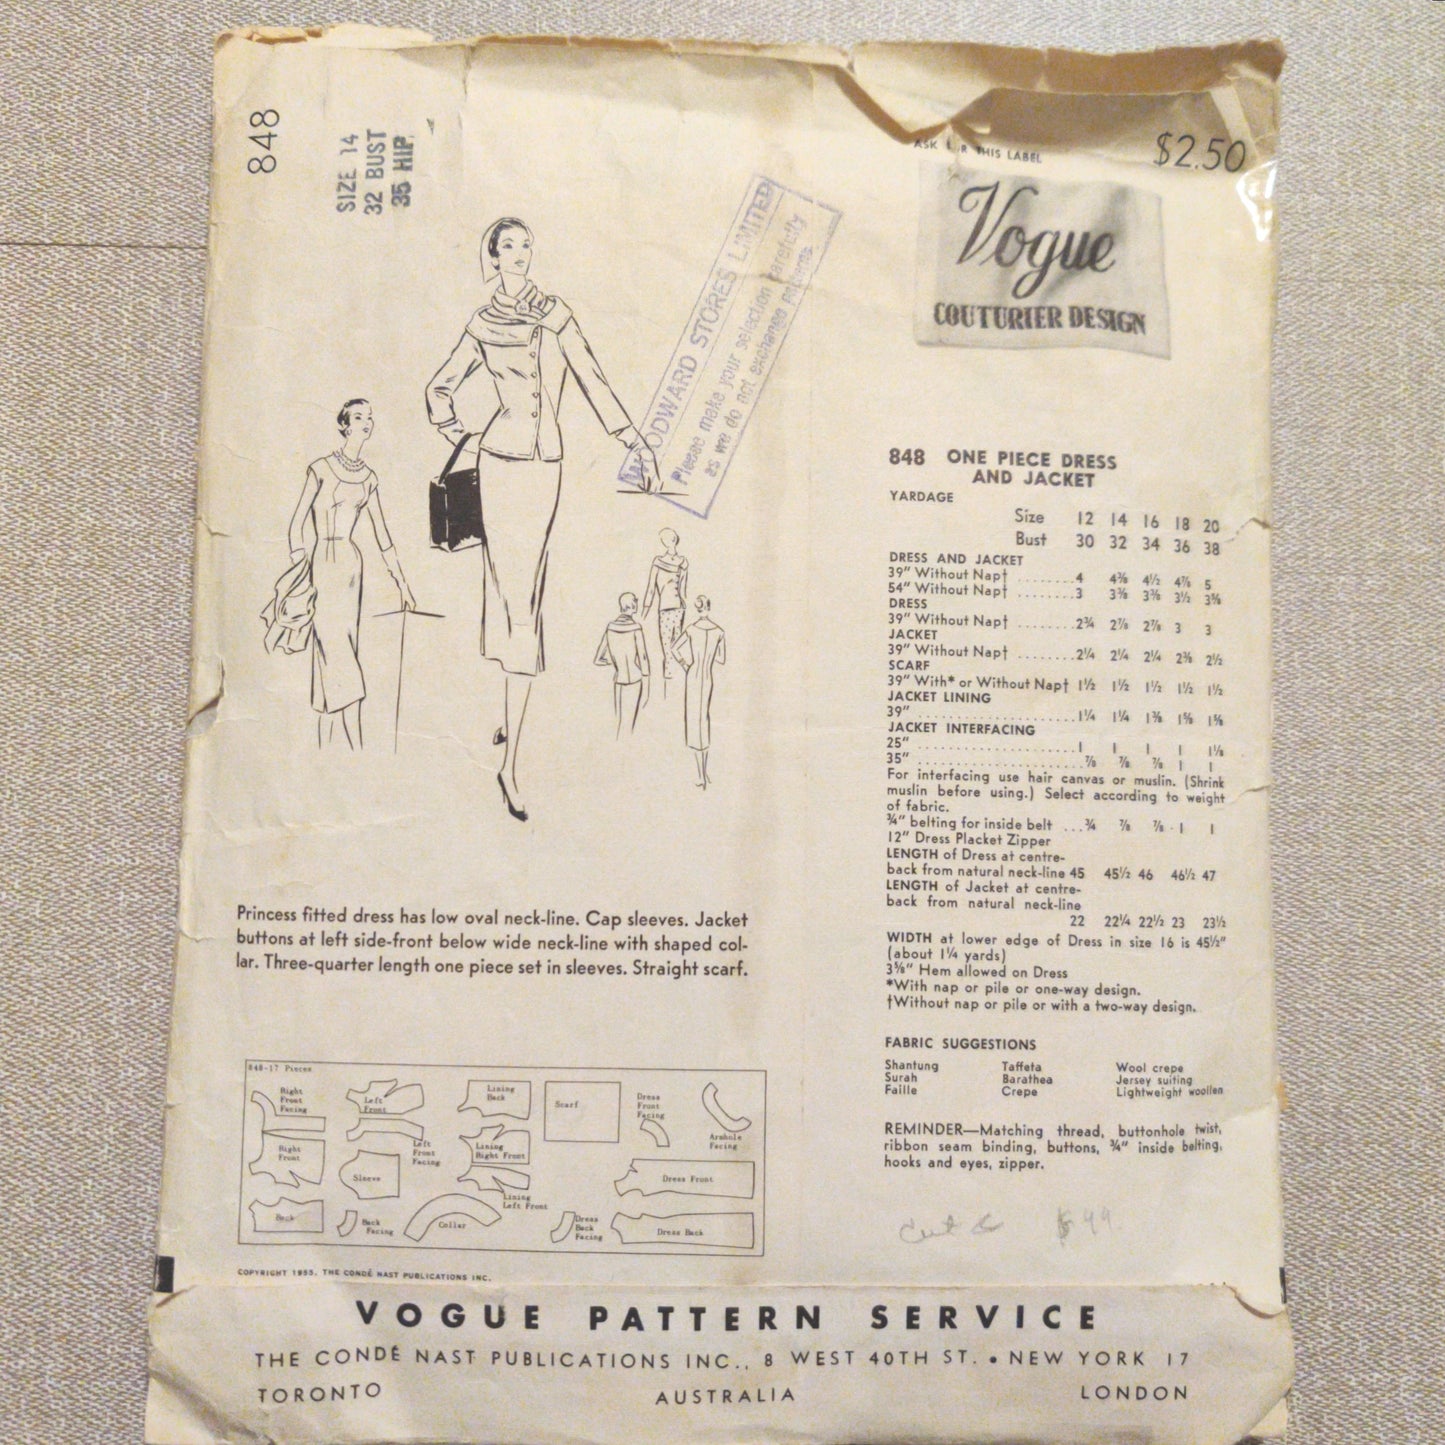 848
SIZE 14
32 BUST
35 HIP
WOODWARD STORES LIMITED
Please make your selection carefully
as we do not exchange patterns
ASK FOR THIS LABEL
$2.50
Vogue
COUTURIER DESIGN
848 ONE PIECE DRESS
AND JACKET
YARDAGE
Size 12 14 16 18 20
Bust 30 32 34 36 38
DRESS AND JACKET
39" Without Nap† ........4 4⅜ 4½ 4⅞ 5
54" Without Nap† ........3 3⅜ 3⅜ 3½ 3⅝
DRESS
39" Without Nap† ........2¾ 2⅞ 2⅞ 3 3
JACKET
39" Without Nap† ........2¼ 2¼ 2¼ 2⅜ 2½
SCARF
39" With* or Without Nap† 1½ 1½ 1½ 1½ 1½
JACKET LINING
39" .....................1¼ 1¼ 1⅜ 1⅝ 1⅝
JACKET INTERFACING
25" .....................1 1 1 1 1⅛
35" .....................⅞ ⅞ ⅞ 1 1
For interfacing use hair canvas or muslin. (Shrink
muslin before using.) Select according to weight
of fabric.
¾" belting for inside belt ...¾ ⅞ ⅞ 1 1
12" Dress Placket Zipper
LENGTH of Dress at centre-
back from natural neck-line 45 45½ 46 46½ 47
LENGTH of Jacket at centre-
back from natural neck-line
22 22¼ 22½ 23 23½
WIDTH at lower edge of Dress in size 16 is 45½"
(about 1¼ yards)
3⅝" Hem allowed on Dress
*With nap or pile or one-way design.
†Without nap or pile or with a two-way design.
FABRIC SUGGESTIONS
Shantung Taffeta Wool crepe
Surah Barathea Jersey suiting
Faille Crepe Lightweight woollen
REMINDER—Matching thread, buttonhole twist,
ribbon seam binding, buttons, ¾" inside belting,
hooks and eyes, zipper.
Princess fitted dress has low oval neck-line. Cap sleeves. Jacket
buttons at left side-front below wide neck-line with shaped col-
lar. Three-quarter length one piece set in sleeves. Straight scarf.
848-17 Pieces
Right
Front
Facing
Left
Front
Lining
Back
Scarf
Dress
Front
Facing
Armhole
Facing
Right
Front
Left
Front
Facing
Lining
Right Front
Sleeve
Dress Front
Lining
Left Front
Back
Back
Facing
Collar
Dress
Back
Facing
Dress Back
COPYRIGHT 1955, THE CONDÉ NAST PUBLICATIONS INC.
VOGUE PATTERN SERVICE
THE CONDÉ NAST PUBLICATIONS INC., 8 WEST 40TH ST. • NEW YORK 17
TORONTO AUSTRALIA LONDON